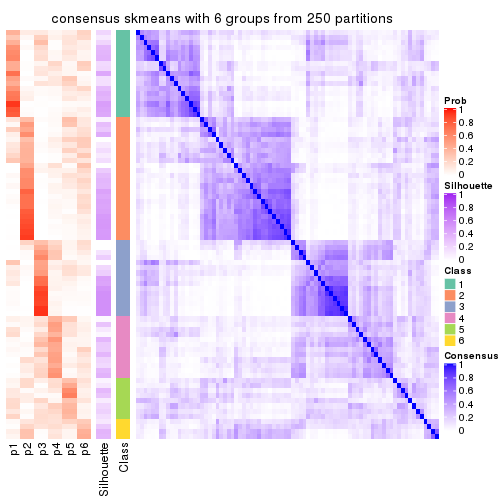 consensus skmeans with 6 groups from 250 partitions
Prob
1
0.8
0.6
0.4
0.2
0
Silhouette
1
0.8
0.6
0.4
0.2
0
Class
1
2
3
4
5
6
Consensus
1
0.8
0.6
0.4
0.2
0
p1
p2
p3
p4
p5
p6
Silhouette
Class